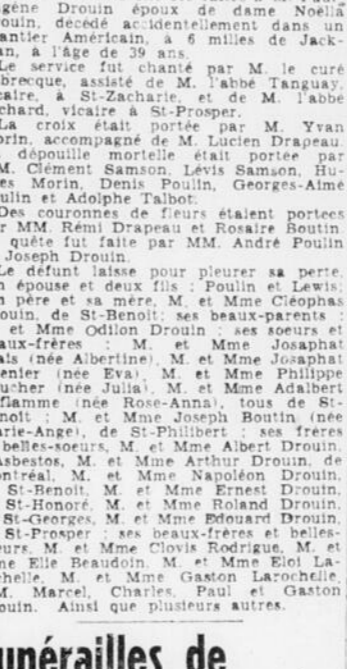 gène Drouin époux de dame Noëlla
ouin, décédé accidentellement dans un
antier Américain, à 6 milles de Jack-
an, à l'âge de 39 ans.
Le service fut chanté par M. le curé
brecque, assisté de M. l'abbé Tanguay,
caire, à St-Zacharie, et de M. l'abbé
chard, vicaire à St-Prosper.
La croix était portée par M. Yvan
orin, accompagné de M. Lucien Drapeau.
dépouille mortelle était portée par
M. Clément Samson, Lévis Samson, Hu-
es Morin, Denis Poulin, Georges-Aimé
ulin et Adolphe Talbot.
Des couronnes de fleurs étaient portées
r MM. Rémi Drapeau et Rosaire Boutin.
quête fut faite par MM. André Poulin
Joseph Drouin.
Le défunt laisse pour pleurer sa perte,
n épouse et deux fils : Poulin et Lewis;
n père et sa mère, M. et Mme Cléophas
ouin, de St-Benoit; ses beaux-parents :
et Mme Odilon Drouin ; ses soeurs et
aux-frères : M. et Mme Josaphat
ais (née Albertine), M. et Mme Josaphat
enier (née Eva), M. et Mme Philippe
ucher (née Julia), M. et Mme Adalbert
flamme (née Rose-Anna), tous de St-
noit ; M. et Mme Joseph Boutin (née
arie-Ange), de St-Philibert ; ses frères
belles-soeurs, M. et Mme Albert Drouin,
Asbestos, M. et Mme Arthur Drouin, de
ontréal, M. et Mme Napoléon Drouin,
St-Benoit, M. et Mme Ernest Drouin,
St-Honoré, M. et Mme Roland Drouin,
St-Georges, M. et Mme Edouard Drouin,
St-Prosper ; ses beaux-frères et belles-
eurs, M. et Mme Clovis Rodrigue, M. et
me Elie Beaudoin, M. et Mme Eloi La-
chelle, M. et Mme Gaston Larochelle,
M. Marcel, Charles, Paul et Gaston
ouin. Ainsi que plusieurs autres.
unérailles de